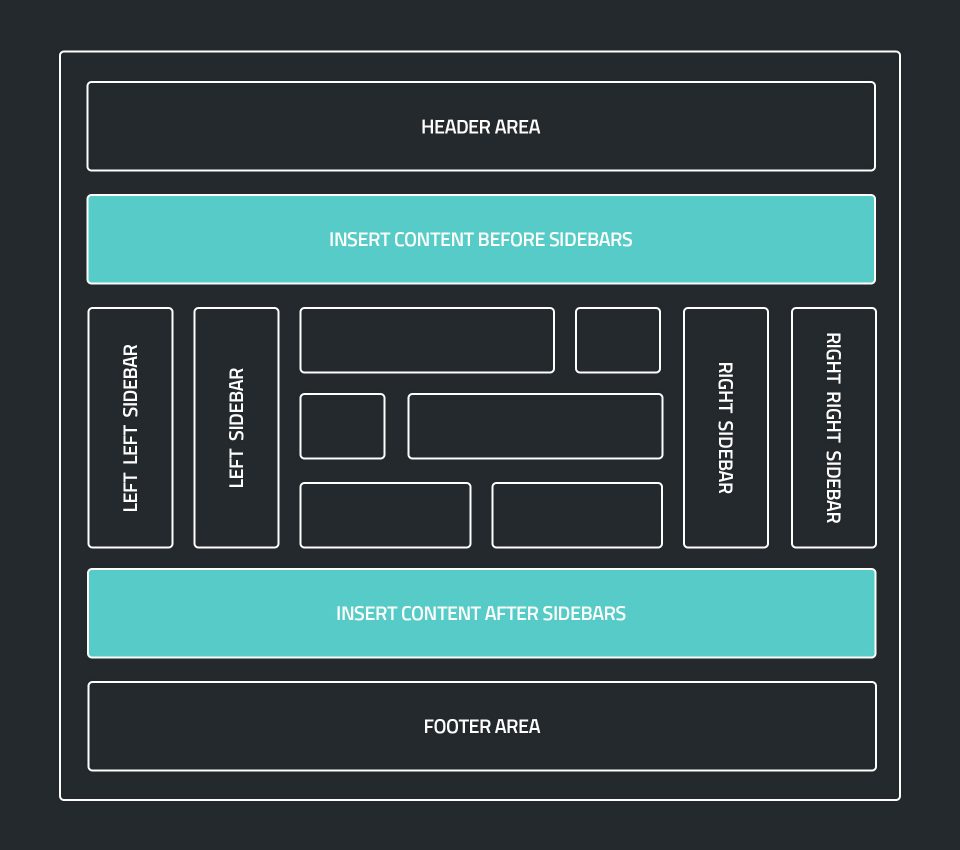 HEADER AREA
INSERT CONTENT BEFORE SIDEBARS
LEFT LEFT SIDEBAR
LEFT SIDEBAR
RIGHT SIDEBAR
RIGHT RIGHT SIDEBAR
INSERT CONTENT AFTER SIDEBARS
FOOTER AREA